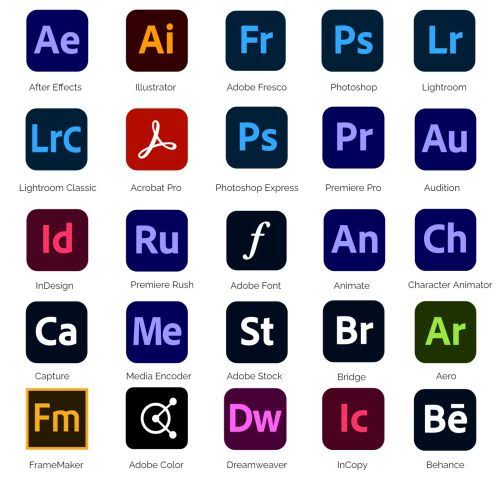 Ae Ai Fr Ps Lr
After Effects Illustrator Adobe Fresco Photoshop Lightroom
LrC Ps Pr Au
Lightroom Classic Acrobat Pro Photoshop Express Premiere Pro Audition
Id Ru f An Ch
InDesign Premiere Rush Adobe Font Animate Character Animator
Ca Me St Br Ar
Capture Media Encoder Adobe Stock Bridge Aero
Fm Dw Ic Bē
FrameMaker Adobe Color Dreamweaver InCopy Behance